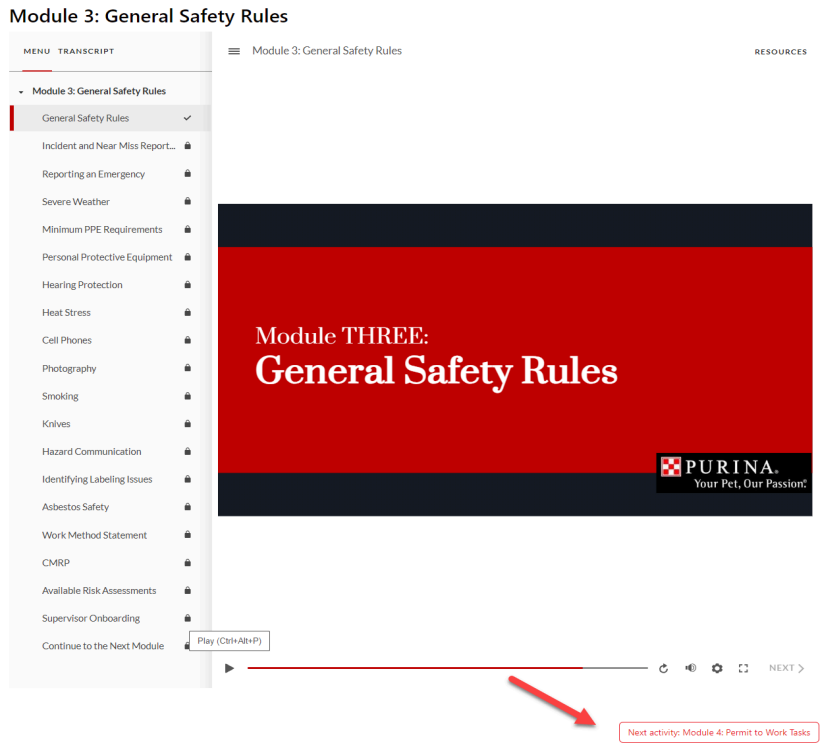 Module 3: General Safety Rules
MENU TRANSCRIPT
Module 3: General Safety Rules
RESOURCES
Module 3: General Safety Rules
General Safety Rules
Incident and Near Miss Report...
Reporting an Emergency
Severe Weather
Minimum PPE Requirements
Personal Protective Equipment
Hearing Protection
Heat Stress
Cell Phones
Photography
Smoking
Knives
Hazard Communication
Identifying Labeling Issues
Asbestos Safety
Work Method Statement
CMRP
Available Risk Assessments
Supervisor Onboarding
Continue to the Next Module
Module THREE:
General Safety Rules
PURINA®
Your Pet, Our Passion®
Play (Ctrl+Alt+P)
NEXT
Next activity: Module 4: Permit to Work Tasks